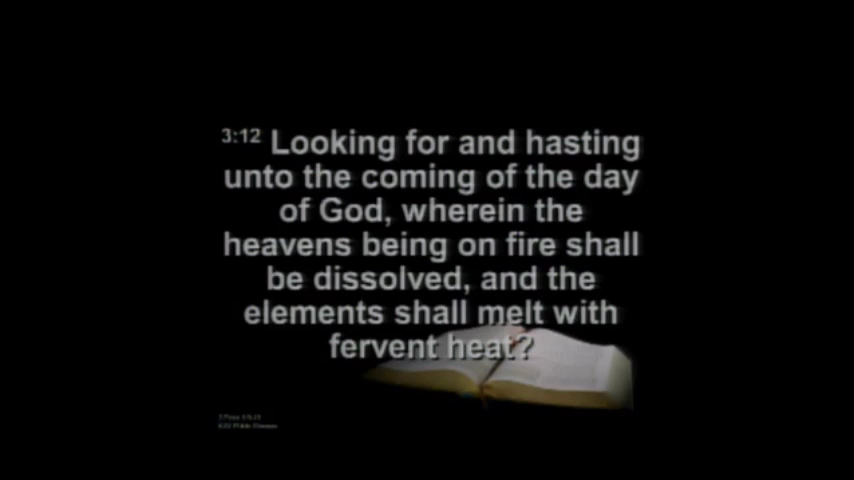 3:12 Looking for and hasting
unto the coming of the day
of God, wherein the
heavens being on fire shall
be dissolved, and the
elements shall melt with
fervent heat?